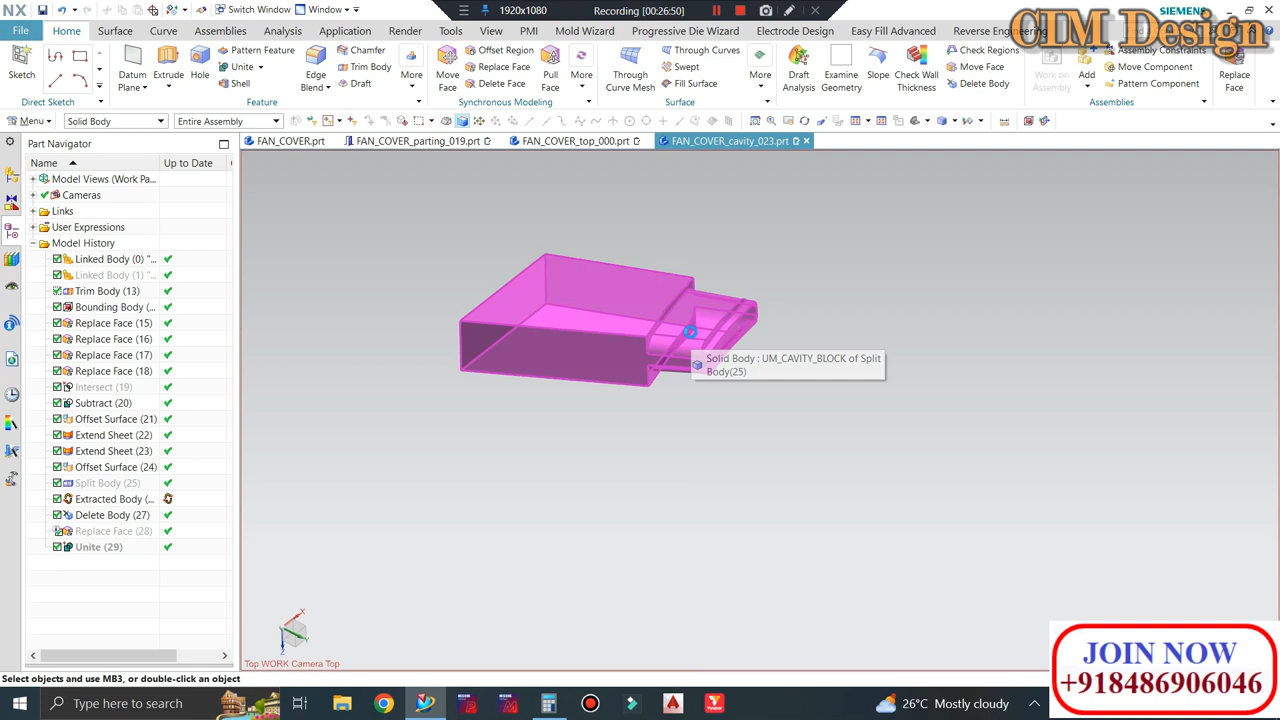 NX
Switch Window
Window
1920x1080
Recording [00:26:50]
SIEMENS
CIM Design
File
Home
Surface
Curve
Assemblies
Analysis
Application
Render
Tools
View
PMI
Mold Wizard
Progressive Die Wizard
Electrode Design
Easy Fill Advanced
Reverse Engineering
Sketch
Direct Sketch
Datum
Plane
Extrude
Hole
Pattern Feature
Unite
Shell
Edge
Blend
Chamfer
Trim Body
Draft
More
Feature
Move
Face
Offset Region
Replace Face
Delete Face
Pull
Face
More
Synchronous Modeling
Through
Curve Mesh
Through Curves
Swept
Fill Surface
More
Surface
Draft
Analysis
Examine
Geometry
Slope
Check Wall
Thickness
Check Regions
Move Face
Delete Body
Work on
Assembly
Add
Assembly Constraints
Move Component
Pattern Component
Assemblies
Replace
Face
Menu
Solid Body
Entire Assembly
Part Navigator
FAN_COVER.prt
FAN_COVER_parting_019.prt
FAN_COVER_top_000.prt
FAN_COVER_cavity_023.prt
Name
Up to Date
Model Views (Work Pa...
Cameras
Links
User Expressions
Model History
Linked Body (0) "...
Linked Body (1) "...
Trim Body (13)
Bounding Body (...
Replace Face (15)
Replace Face (16)
Replace Face (17)
Replace Face (18)
Intersect (19)
Subtract (20)
Offset Surface (21)
Extend Sheet (22)
Extend Sheet (23)
Offset Surface (24)
Split Body (25)
Extracted Body (...
Delete Body (27)
Replace Face (28)
Unite (29)
Solid Body : UM_CAVITY_BLOCK of Split
Body(25)
X
Z
Top WORK Camera Top
Select objects and use MB3, or double-click an object
JOIN NOW
+918486906046
Type here to search
26°C Mostly cloudy